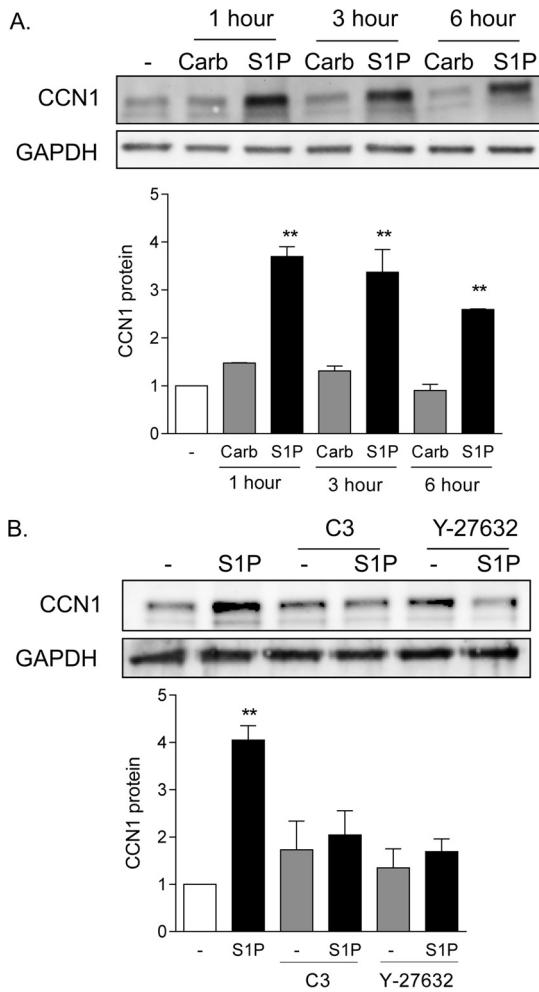 A.
1 hour 3 hour 6 hour
- Carb S1P Carb S1P Carb S1P
CCN1
GAPDH
5
4
3
2
1
0
CCN1 protein
** ** **
- Carb S1P Carb S1P Carb S1P
1 hour 3 hour 6 hour
B.
C3 Y-27632
- S1P - S1P - S1P
CCN1
GAPDH
5
4
3
2
1
0
CCN1 protein
**
- S1P - S1P - S1P
C3 Y-27632